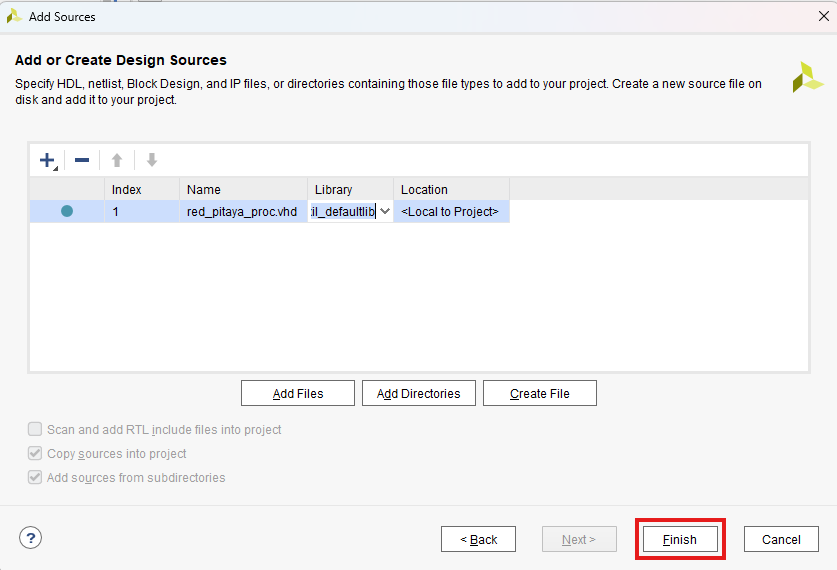 Add Sources
Add or Create Design Sources
Specify HDL, netlist, Block Design, and IP files, or directories containing those file types to add to your project. Create a new source file on
disk and add it to your project.
Index Name Library Location
1 red_pitaya_proc.vhd il_defaultlib <Local to Project>
Add Files Add Directories Create File
Scan and add RTL include files into project
Copy sources into project
Add sources from subdirectories
? < Back Next > Finish Cancel